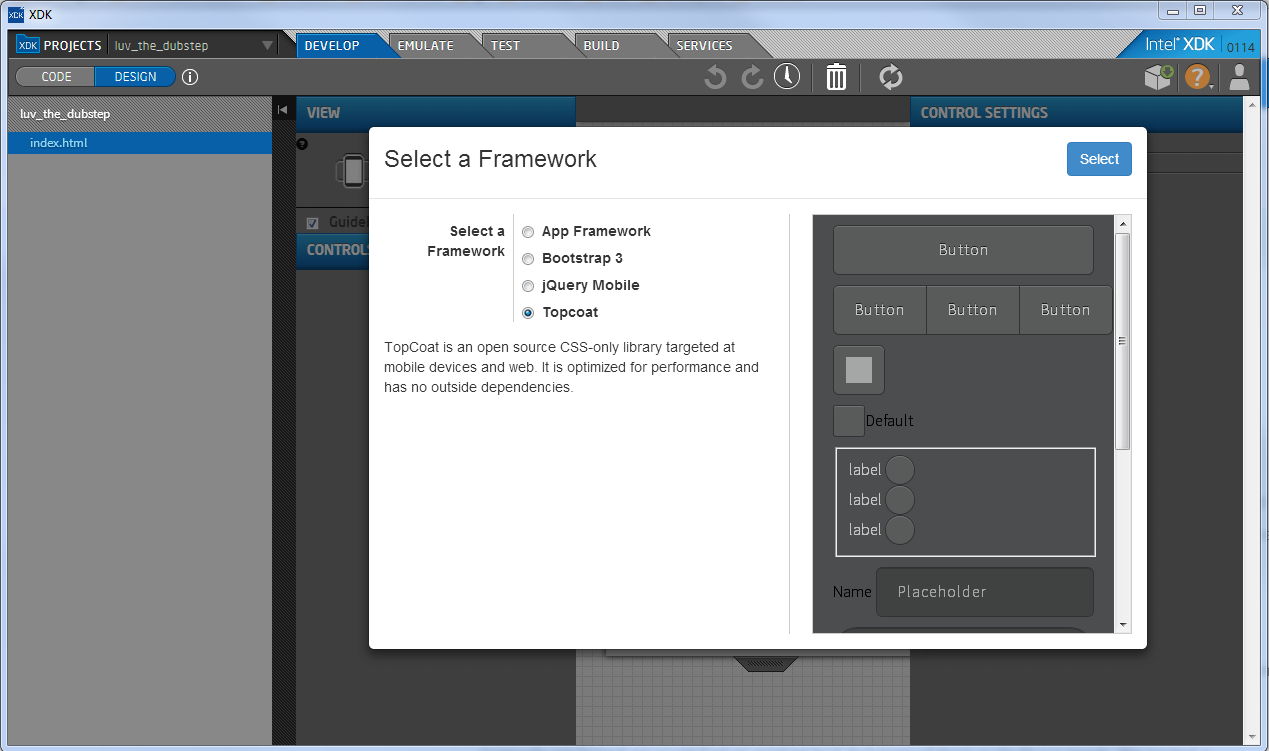 XDK
XDK PROJECTS luv_the_dubstep
DEVELOP EMULATE TEST BUILD SERVICES
Intel® XDK 0114
CODE DESIGN
luv_the_dubstep
index.html
VIEW
CONTROL SETTINGS
Select a Framework
Select
Guidel
CONTROLS
Select a
Framework
App Framework
Bootstrap 3
jQuery Mobile
Topcoat
TopCoat is an open source CSS-only library targeted at
mobile devices and web. It is optimized for performance and
has no outside dependencies.
Button
Button Button Button
Default
label
label
label
Name Placeholder